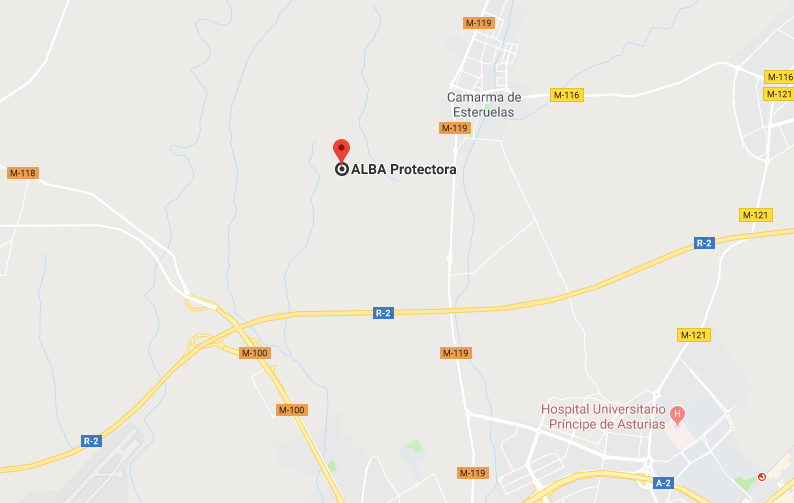 M-119
M-116
M-121
Camarma de
Esteruelas
M-116
M-119
ALBA Protectora
M-118
M-121
R-2
R-2
M-121
M-100
M-119
M-100
Hospital Universitario
Príncipe de Asturias
H
R-2
M-119
A-2